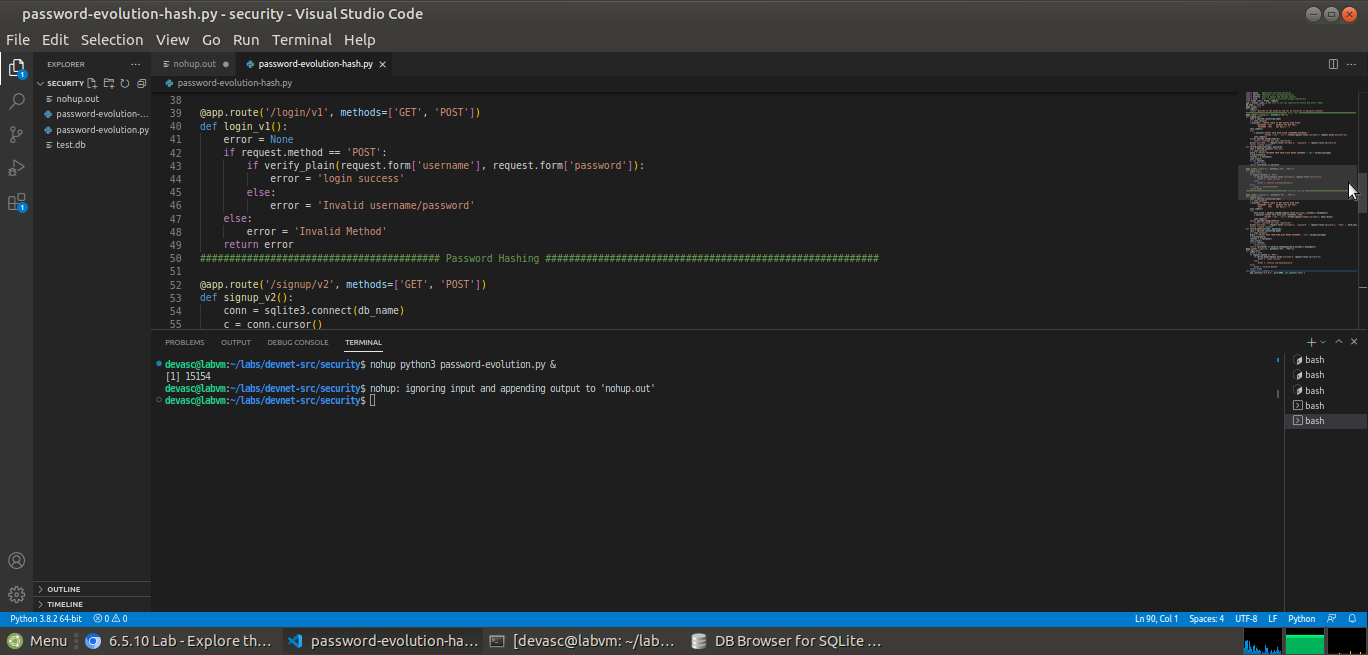 password-evolution-hash.py - security - Visual Studio Code
File Edit Selection View Go Run Terminal Help
EXPLORER ···
nohup.out
password-evolution-hash.py
SECURITY
password-evolution-hash.py
nohup.out
password-evolution-...
password-evolution.py
test.db
1
1
38
39 @app.route('/login/v1', methods=['GET', 'POST'])
40 def login_v1():
41 error = None
42 if request.method == 'POST':
43 if verify_plain(request.form['username'], request.form['password']):
44 error = 'login success'
45 else:
46 error = 'Invalid username/password'
47 else:
48 error = 'Invalid Method'
49 return error
50 ######################################### Password Hashing #########################################################
51
52 @app.route('/signup/v2', methods=['GET', 'POST'])
53 def signup_v2():
54 conn = sqlite3.connect(db_name)
55 c = conn.cursor()
PROBLEMS OUTPUT DEBUG CONSOLE TERMINAL
devasc@labvm:~/labs/devnet-src/security$ nohup python3 password-evolution.py &
[1] 15154
devasc@labvm:~/labs/devnet-src/security$ nohup: ignoring input and appending output to 'nohup.out'
devasc@labvm:~/labs/devnet-src/security$
bash
bash
bash
bash
bash
OUTLINE
TIMELINE
Python 3.8.2 64-bit 0 0 Ln 90, Col 1 Spaces: 4 UTF-8 LF Python
Menu 6.5.10 Lab - Explore th... password-evolution-ha... [devasc@labvm: ~/lab... DB Browser for SQLite ...